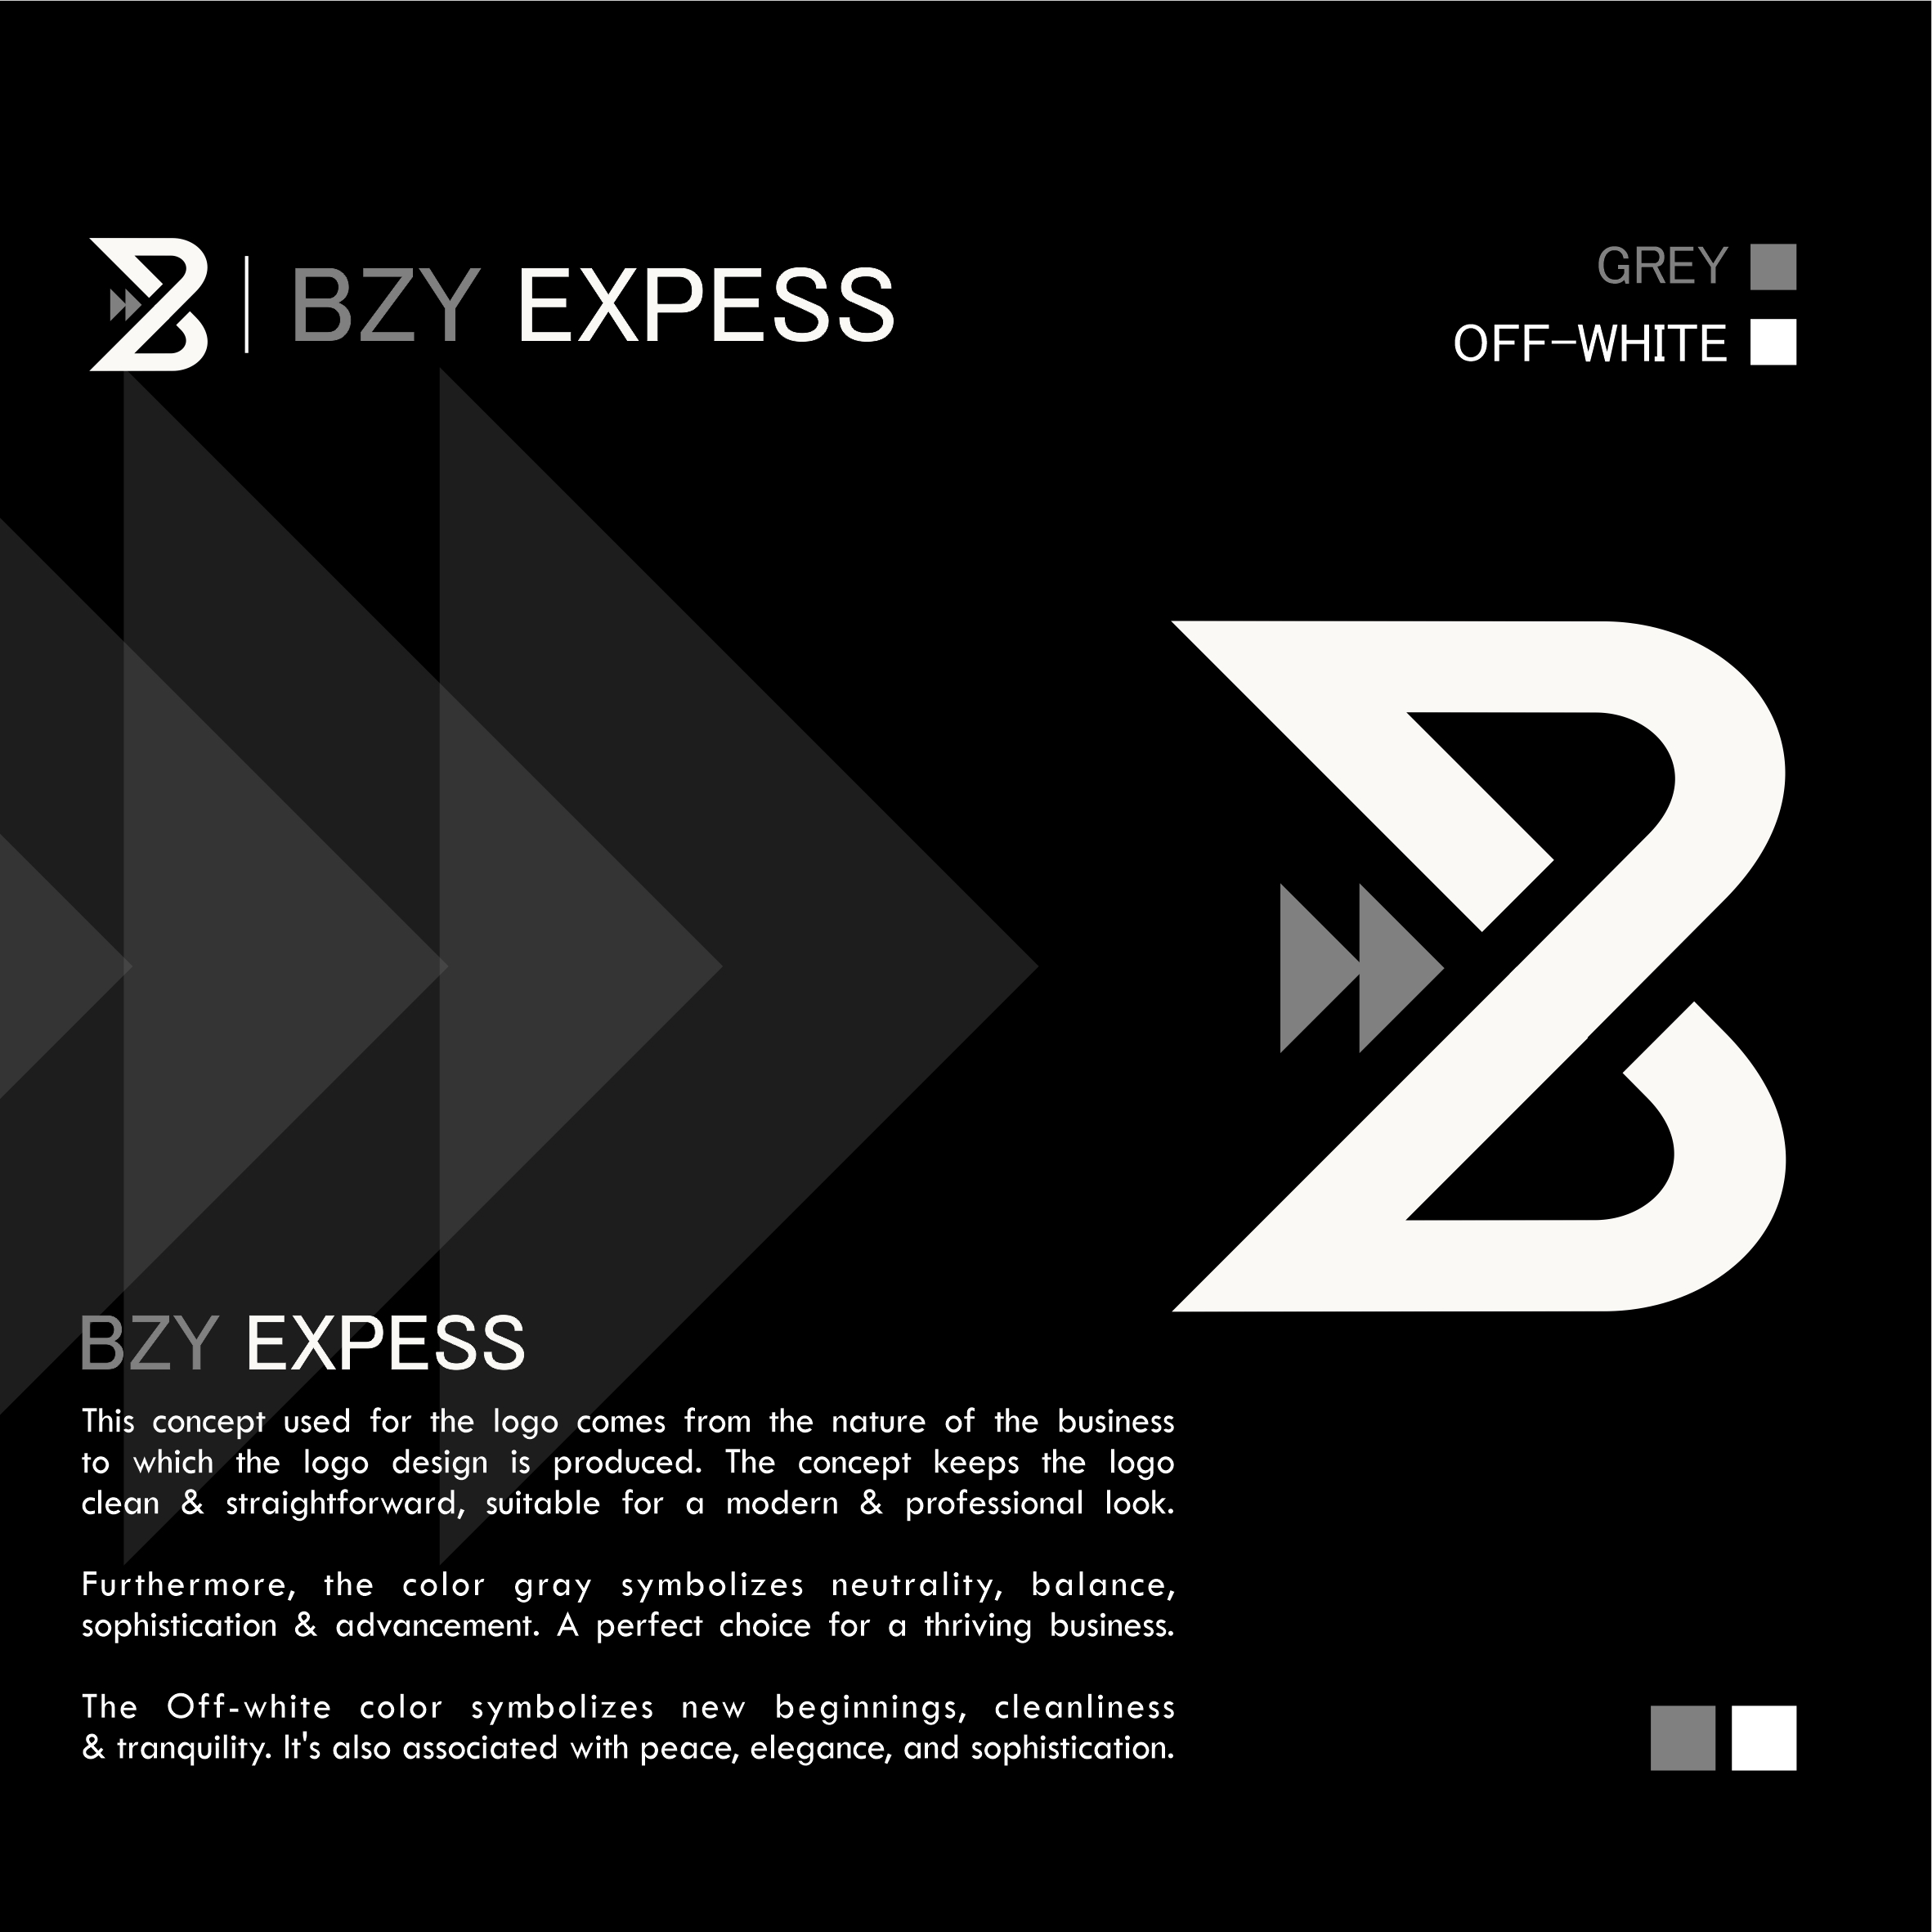 BZY EXPESS
GREY
OFF-WHITE
BZY EXPESS
This concept used for the logo comes from the nature of the business
to which the logo design is produced. The concept keeps the logo
clean & straightforward, suitable for a modern & professional look.
Furthermore, the color gray symbolizes neutrality, balance,
sophistication & advancement. A perfect choice for a thriving business.
The Off-white color symbolizes new beginnings, cleanliness
& tranquility. It's also associated with peace, elegance, and sophistication.